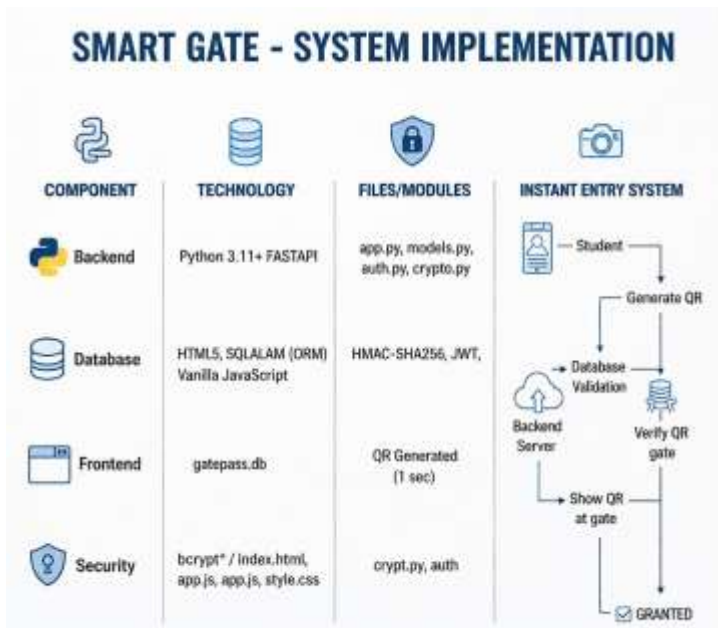 SMART GATE - SYSTEM IMPLEMENTATION
COMPONENT
TECHNOLOGY
FILES/MODULES
INSTANT ENTRY SYSTEM
Backend
Python 3.11+ FASTAPI
app.py, models.py,
auth.py, crypto.py
Database
HTML5, SQLALAM (ORM)
Vanilla JavaScript
HMAC-SHA256, JWT,
Frontend
gatepass.db
QR Generated
(1 sec)
Security
bcrypt* / index.html,
app.js, app.js, style.css
crypt.py, auth
Student
Generate QR
Database
Validation
Backend
Server
Verify QR
gate
Show QR
at gate
GRANTED